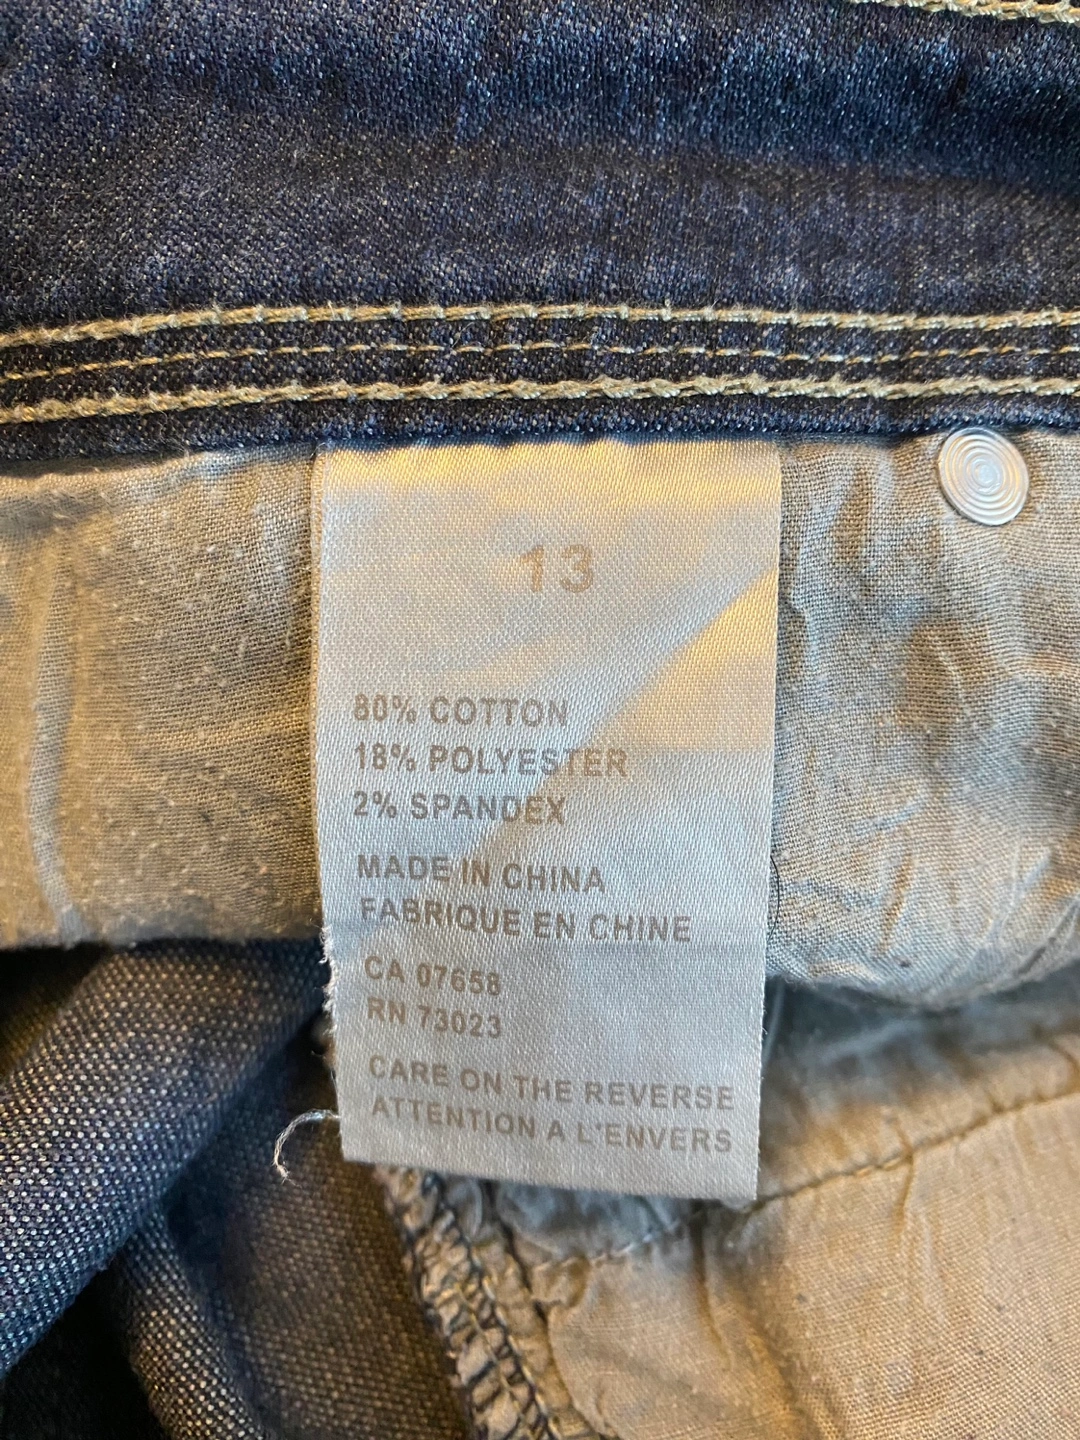 13
80% COTTON
18% POLYESTER
2% SPANDEX
MADE IN CHINA
FABRIQUE EN CHINE
CA 07658
RN 73023
CARE ON THE REVERSE
ATTENTION A L'ENVERS